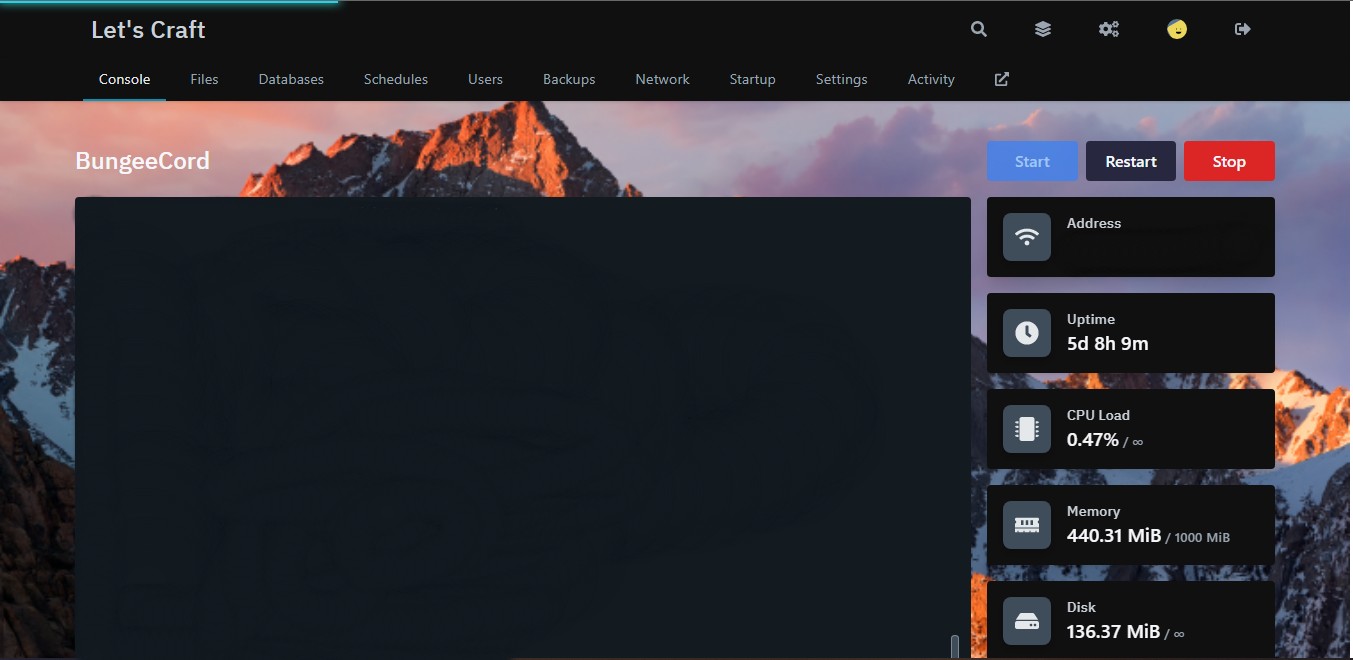 Let's Craft
Console Files Databases Schedules Users Backups Network Startup Settings Activity
BungeeCord
Start Restart Stop
Address
Uptime
5d 8h 9m
CPU Load
0.47% / ∞
Memory
440.31 MiB / 1000 MiB
Disk
136.37 MiB / ∞